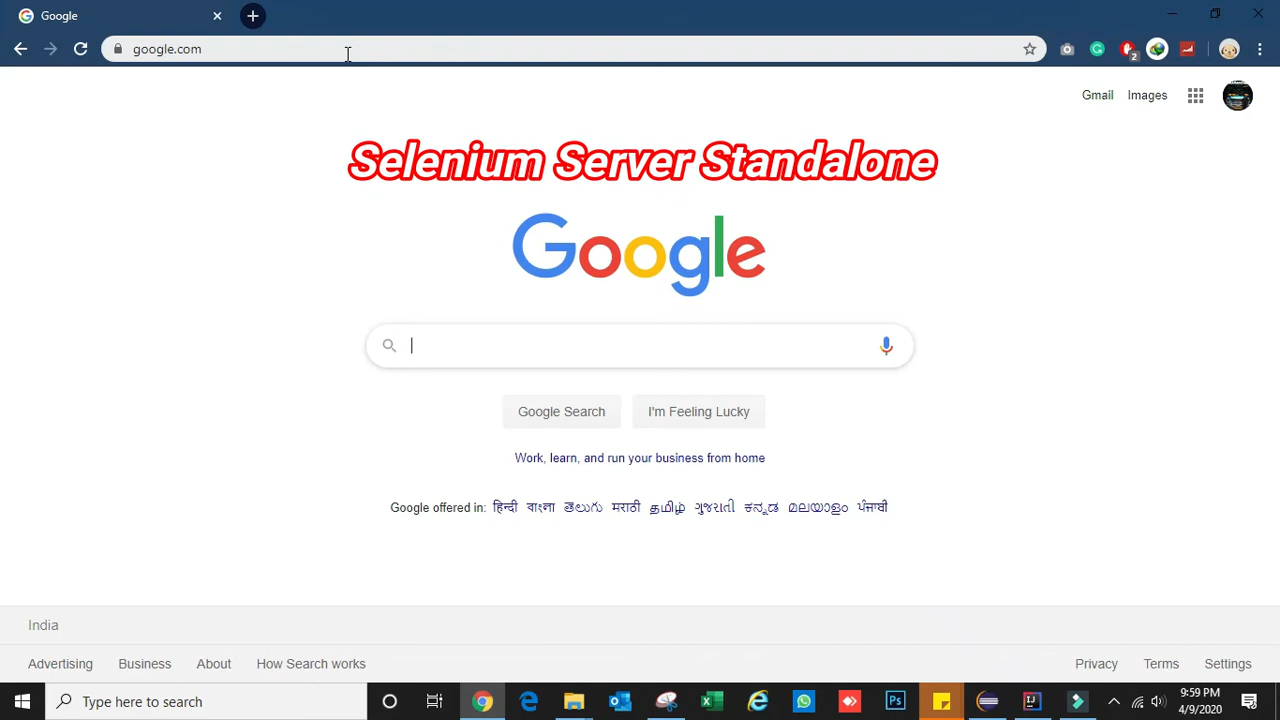 Google
google.com
2
Gmail Images
Selenium Server Standalone
Google
Google Search I'm Feeling Lucky
Work, learn, and run your business from home
Google offered in: हिन्दी বাংলা తెలుగు मराठी தமிழ் ગુજરાતી ಕನ್ನಡ മലയാളം ਪੰਜਾਬੀ
India
Advertising Business About How Search works Privacy Terms Settings
Type here to search
9:59 PM
4/9/2020